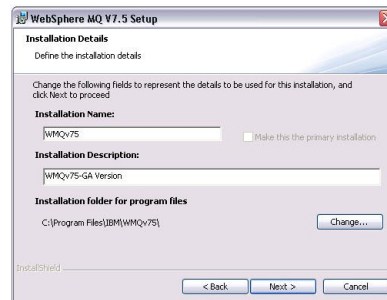 WebSphere MQ V7.5 Setup
Installation Details
Define the installation details
Change the following fields to represent the details to be used for this installation, and
click Next to proceed
Installation Name:
WMQv75
Make this the primary installation
Installation Description:
WMQv75-GA Version
Installation folder for program files
C:\Program Files\IBM\WMQv75\
Change...
InstallShield
< Back Next > Cancel